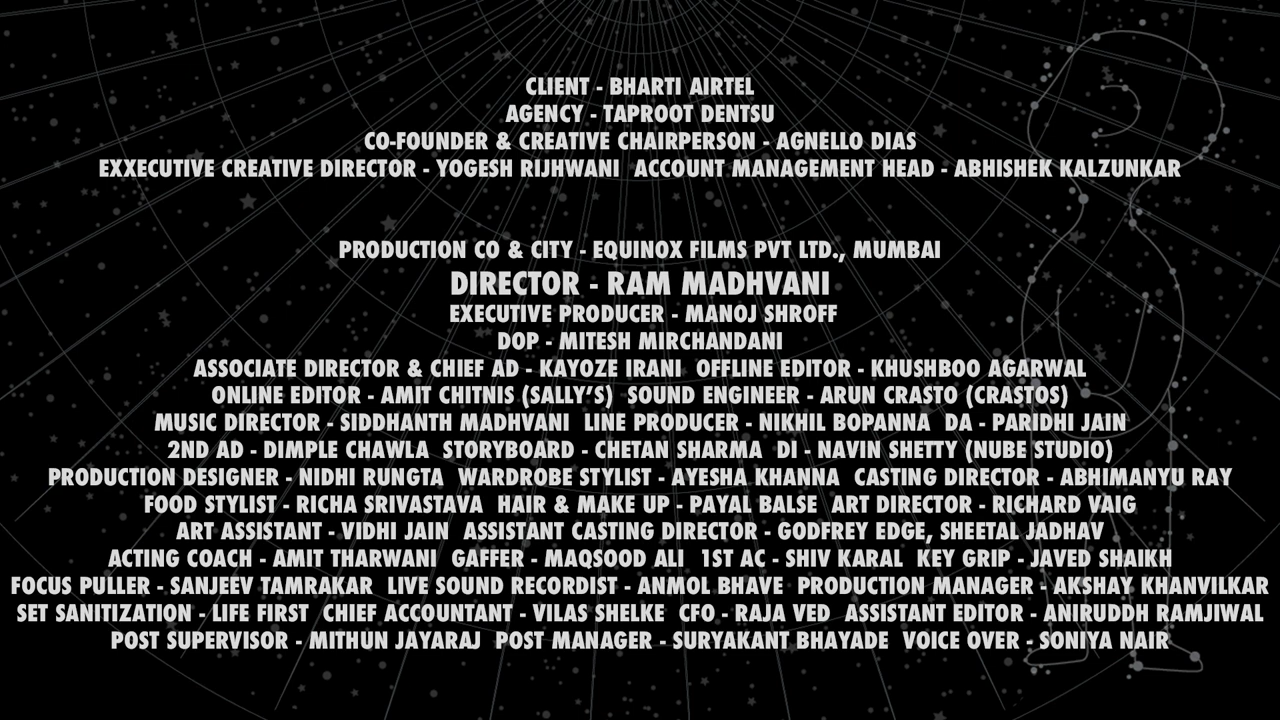 CLIENT - BHARTI AIRTEL
AGENCY - TAPROOT DENTSU
CO-FOUNDER & CREATIVE CHAIRPERSON - AGNELLO DIAS
EXXECUTIVE CREATIVE DIRECTOR - YOGESH RIJHWANI ACCOUNT MANAGEMENT HEAD - ABHISHEK KALZUNKAR
PRODUCTION CO & CITY - EQUINOX FILMS PVT LTD., MUMBAI
DIRECTOR - RAM MADHVANI
EXECUTIVE PRODUCER - MANOJ SHROFF
DOP - MITESH MIRCHANDANI
ASSOCIATE DIRECTOR & CHIEF AD - KAYOZE IRANI OFFLINE EDITOR - KHUSHBOO AGARWAL
ONLINE EDITOR - AMIT CHITNIS (SALLY'S) SOUND ENGINEER - ARUN CRASTO (CRASTOS)
MUSIC DIRECTOR - SIDDHANTH MADHVANI LINE PRODUCER - NIKHIL BOPANNA DA - PARIDHI JAIN
2ND AD - DIMPLE CHAWLA STORYBOARD - CHETAN SHARMA DI - NAVIN SHETTY (NUBE STUDIO)
PRODUCTION DESIGNER - NIDHI RUNGTA WARDROBE STYLIST - AYESHA KHANNA CASTING DIRECTOR - ABHIMANYU RAY
FOOD STYLIST - RICHA SRIVASTAVA HAIR & MAKE UP - PAYAL BALSE ART DIRECTOR - RICHARD VAIG
ART ASSISTANT - VIDHI JAIN ASSISTANT CASTING DIRECTOR - GODFREY EDGE, SHEETAL JADHAV
ACTING COACH - AMIT THARWANI GAFFER - MAQSOOD ALI 1ST AC - SHIV KARAL KEY GRIP - JAVED SHAIKH
FOCUS PULLER - SANJEEV TAMRAKAR LIVE SOUND RECORDIST - ANMOL BHAVE PRODUCTION MANAGER - AKSHAY KHANVILKAR
SET SANITIZATION - LIFE FIRST CHIEF ACCOUNTANT - VILAS SHELKE CFO - RAJA VED ASSISTANT EDITOR - ANIRUDDH RAMJIWAL
POST SUPERVISOR - MITHUN JAYARAJ POST MANAGER - SURYAKANT BHAYADE VOICE OVER - SONIYA NAIR